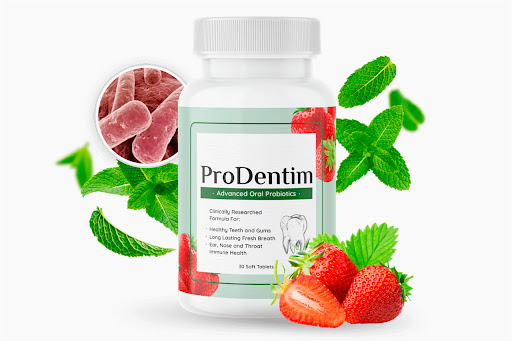 ProDentim
· Advanced Oral Probiotics ·
Clinically Researched
Formula For:
• Healthy Teeth and Gums
• Long Lasting Fresh Breath
• Ear, Nose and Throat
Immune Health
30 Soft Tablets